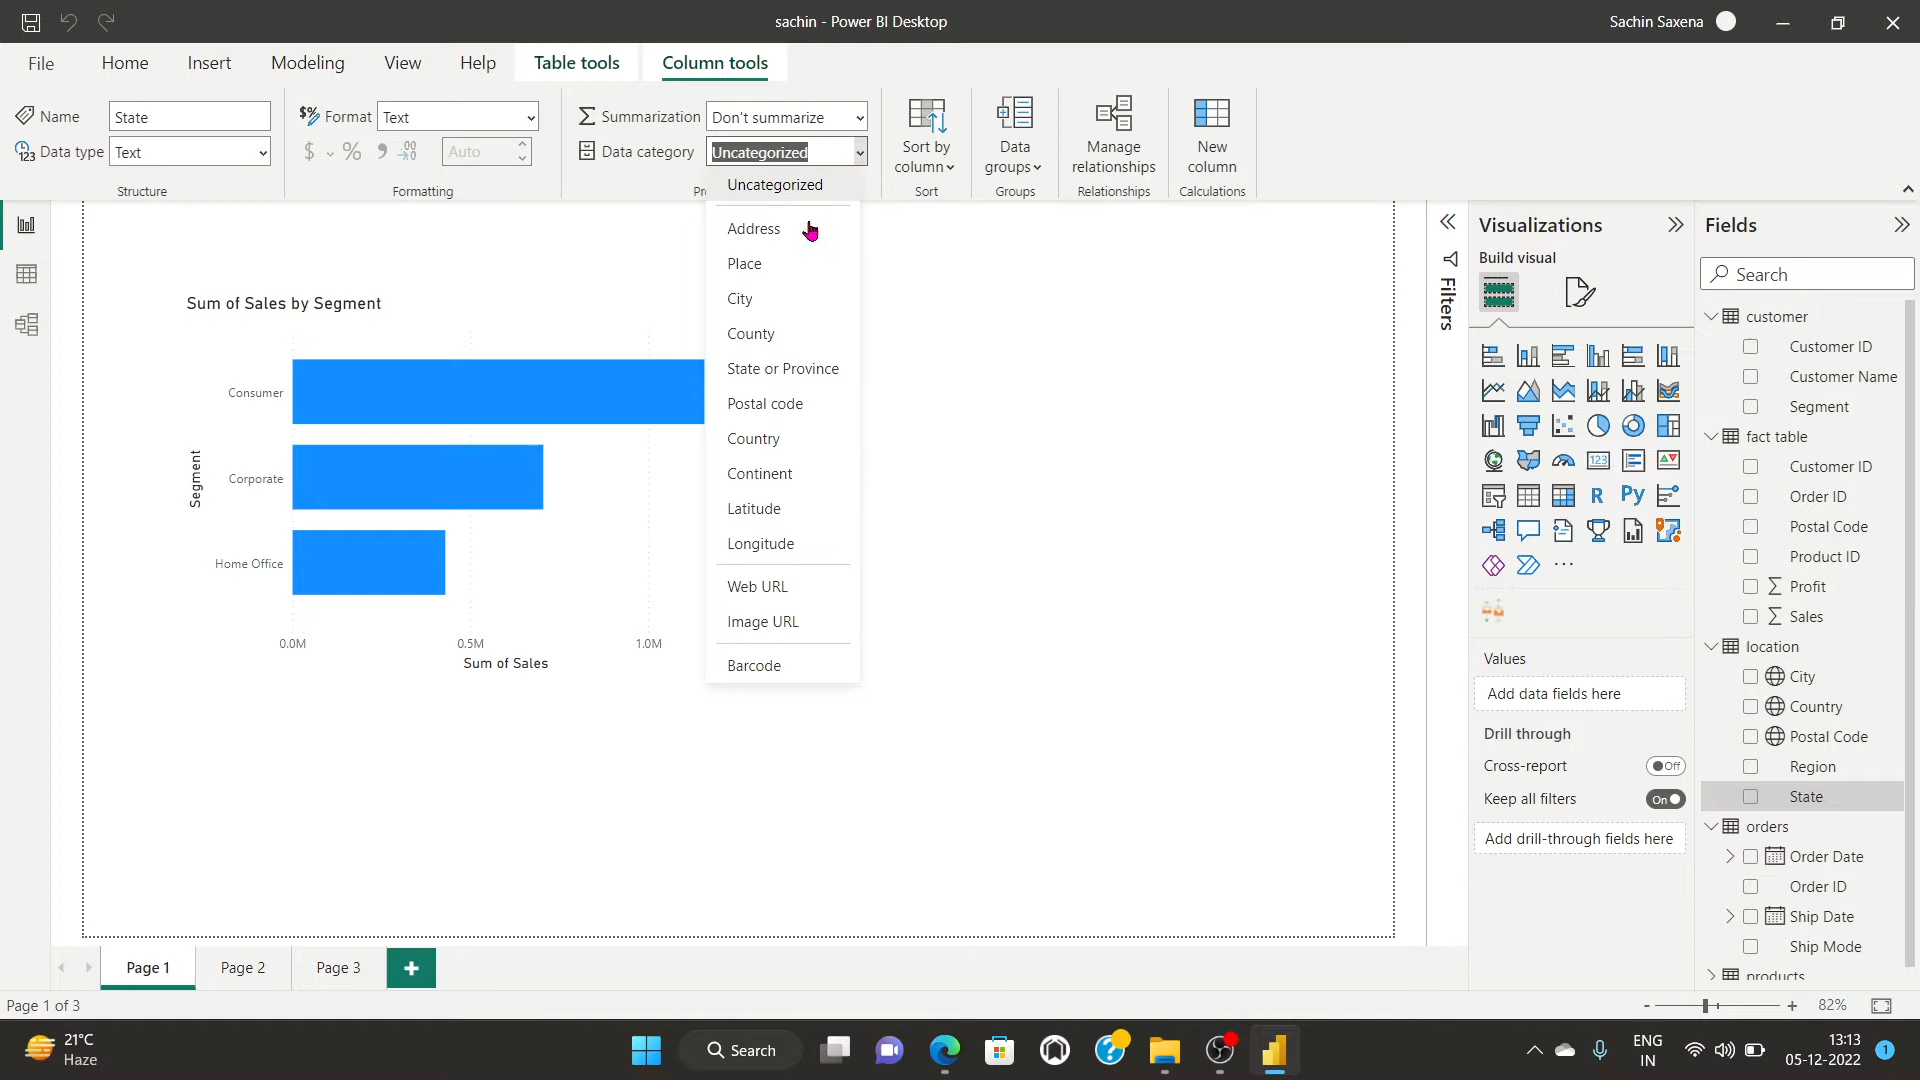 sachin - Power BI Desktop
Sachin Saxena
File
Home
Insert
Modeling
View
Help
Table tools
Column tools
Name
State
Data type
Text
Structure
Format
Text
Auto
Formatting
Summarization
Don't summarize
Data category
Uncategorized
Pr
Sort by
column
Sort
Data
groups
Groups
Manage
relationships
Relationships
New
column
Calculations
Uncategorized
Address
Place
City
County
State or Province
Postal code
Country
Continent
Latitude
Longitude
Web URL
Image URL
Barcode
Sum of Sales by Segment
Segment
Consumer
Corporate
Home Office
0.0M
0.5M
1.0M
Sum of Sales
Filters
Visualizations
Build visual
123
R
Py
Values
Add data fields here
Drill through
Cross-report
Off
Keep all filters
On
Add drill-through fields here
Fields
Search
customer
Customer ID
Customer Name
Segment
fact table
Customer ID
Order ID
Postal Code
Product ID
Profit
Sales
location
City
Country
Postal Code
Region
State
orders
Order Date
Order ID
Ship Date
Ship Mode
products
Page 1
Page 2
Page 3
Page 1 of 3
82%
21°C
Haze
Search
ENG
IN
13:13
05-12-2022
1